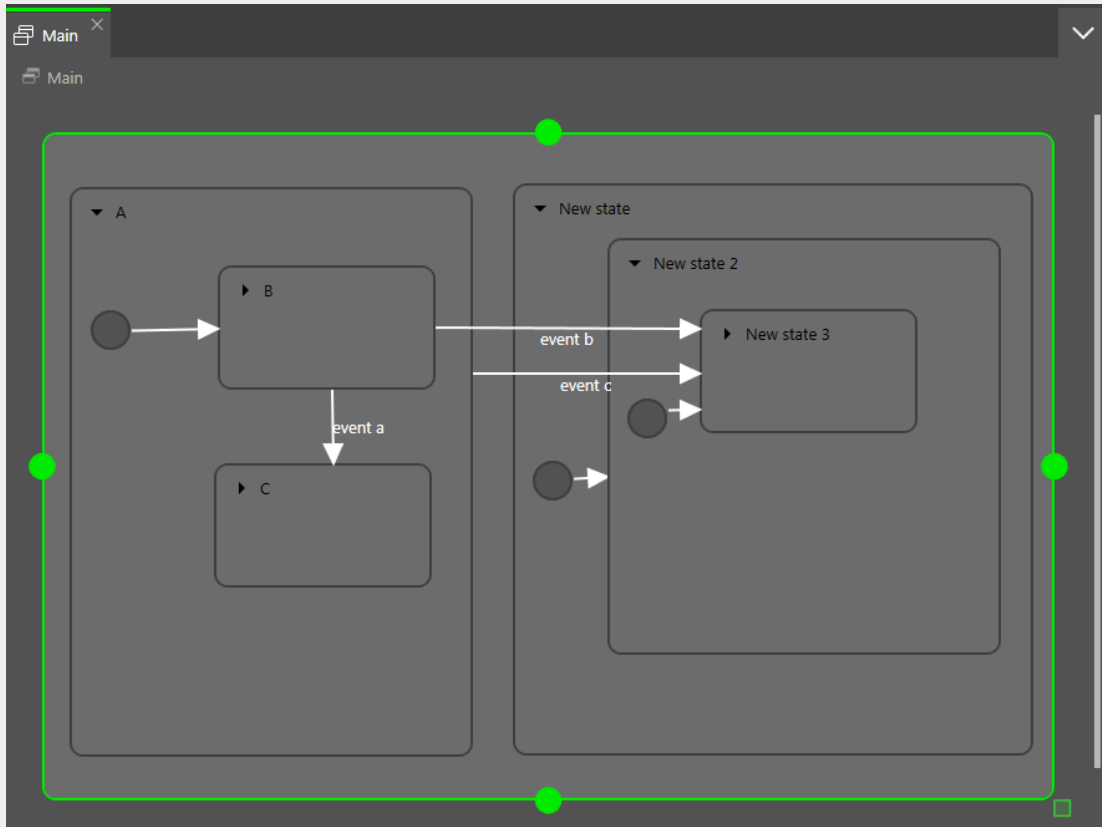 Main
Main
A
New state
New state 2
B
New state 3
event b
event c
event a
C